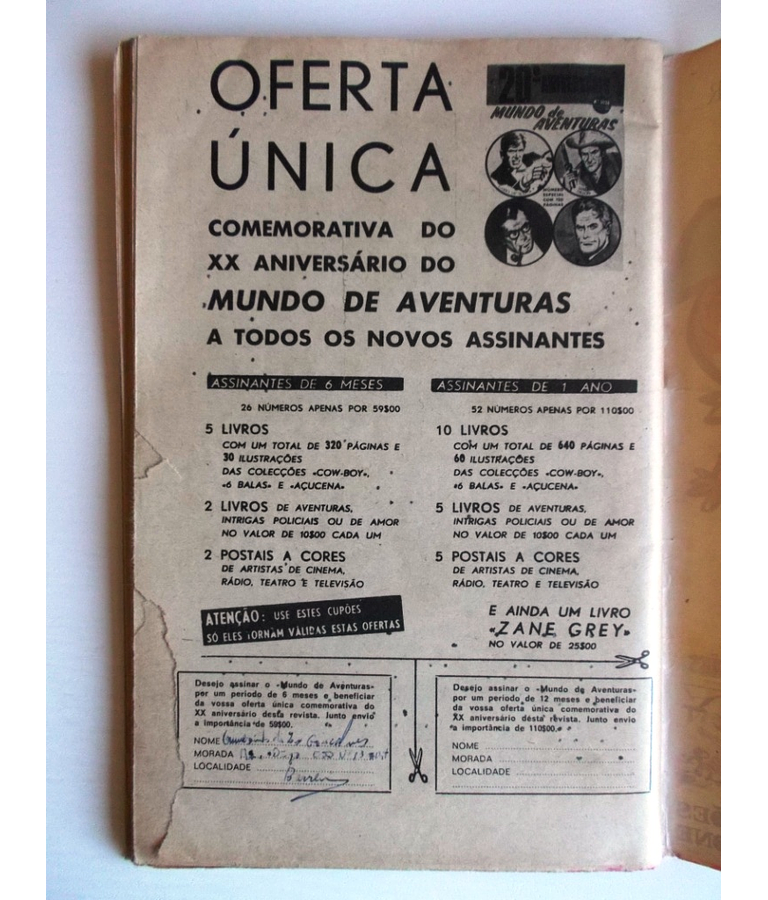 OFERTA
ÚNICA
20º
MUNDO de
AVENTURAS
NÚMERO
ESPECIAL
COM 100
PÁGINAS
COMEMORATIVA DO
XX ANIVERSÁRIO DO
MUNDO DE AVENTURAS
A TODOS OS NOVOS ASSINANTES
ASSINANTES DE 6 MESES
26 NÚMEROS APENAS POR 59$00
5 LIVROS
COM UM TOTAL DE 320 PÁGINAS E
30 ILUSTRAÇÕES
DAS COLECÇÕES «COW-BOY»,
«6 BALAS» E «AÇUCENA»
2 LIVROS DE AVENTURAS,
INTRIGAS POLICIAIS OU DE AMOR
NO VALOR DE 10$00 CADA UM
2 POSTAIS A CORES
DE ARTISTAS DE CINEMA,
RÁDIO, TEATRO E TELEVISÃO
ATENÇÃO: USE ESTES CUPÕES
SÓ ELES TORNAM VÁLIDAS ESTAS OFERTAS
ASSINANTES DE 1 ANO
52 NÚMEROS APENAS POR 110$00
10 LIVROS
COM UM TOTAL DE 640 PÁGINAS E
60 ILUSTRAÇÕES
DAS COLECÇÕES «COW-BOY»,
«6 BALAS» E «AÇUCENA»
5 LIVROS DE AVENTURAS,
INTRIGAS POLICIAIS OU DE AMOR
NO VALOR DE 10$00 CADA UM
5 POSTAIS A CORES
DE ARTISTAS DE CINEMA,
RÁDIO, TEATRO E TELEVISÃO
E AINDA UM LIVRO
«ZANE GREY»
NO VALOR DE 25$00
Desejo assinar o «Mundo de Aventuras»
por um período de 6 meses e beneficiar
da vossa oferta única comemorativa do
XX aniversário desta revista. Junto envio
a importância de 59$00.
NOME
MORADA
LOCALIDADE
Desejo assinar o «Mundo de Aventuras»
por um período de 12 meses e beneficiar
da vossa oferta única comemorativa do
XX aniversário desta revista. Junto envio
a importância de 110$00.
NOME
MORADA
LOCALIDADE